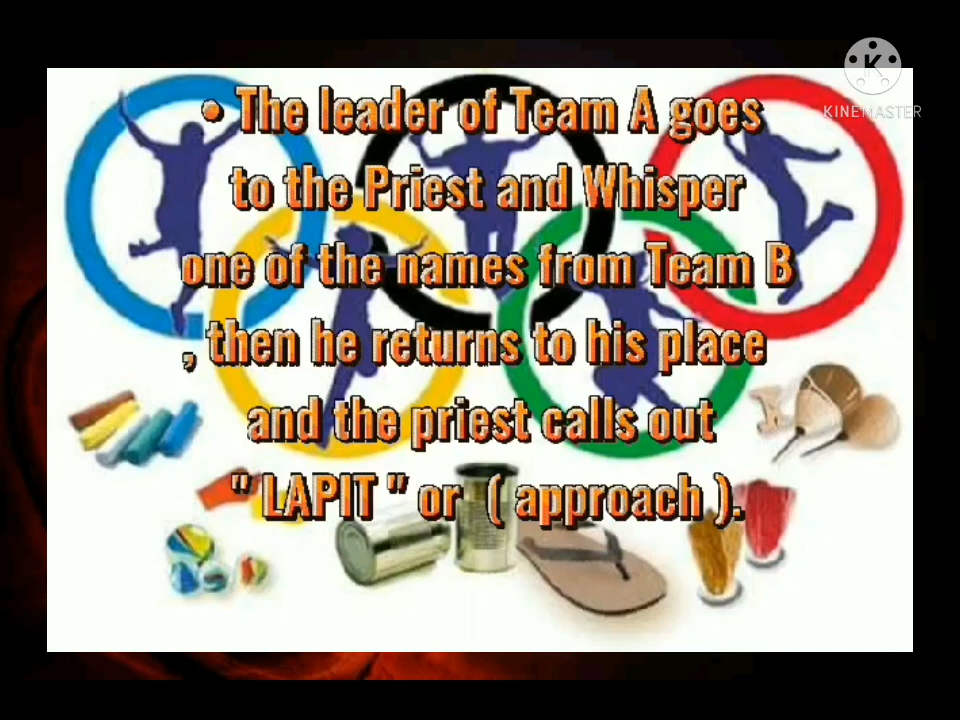 K
KINEMASTER
• The leader of Team A goes
to the Priest and Whisper
one of the names from Team B
, then he returns to his place
and the priest calls out
" LAPIT " or ( approach ).